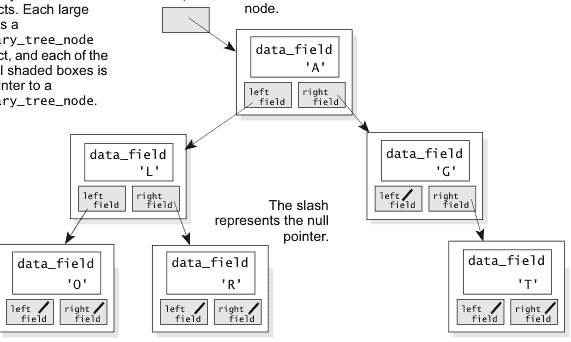 node.
cts. Each large
s a
ary_tree_node
ct, and each of the
l shaded boxes is
inter to a
ary_tree_node.
data_field
'A'
left
field
right
field
data_field
'L'
left
field
right
field
data_field
'G'
left
field
right
field
The slash
represents the null
pointer.
data_field
'O'
left
field
right
field
data_field
'R'
left
field
right
field
data_field
'T'
left
field
right
field